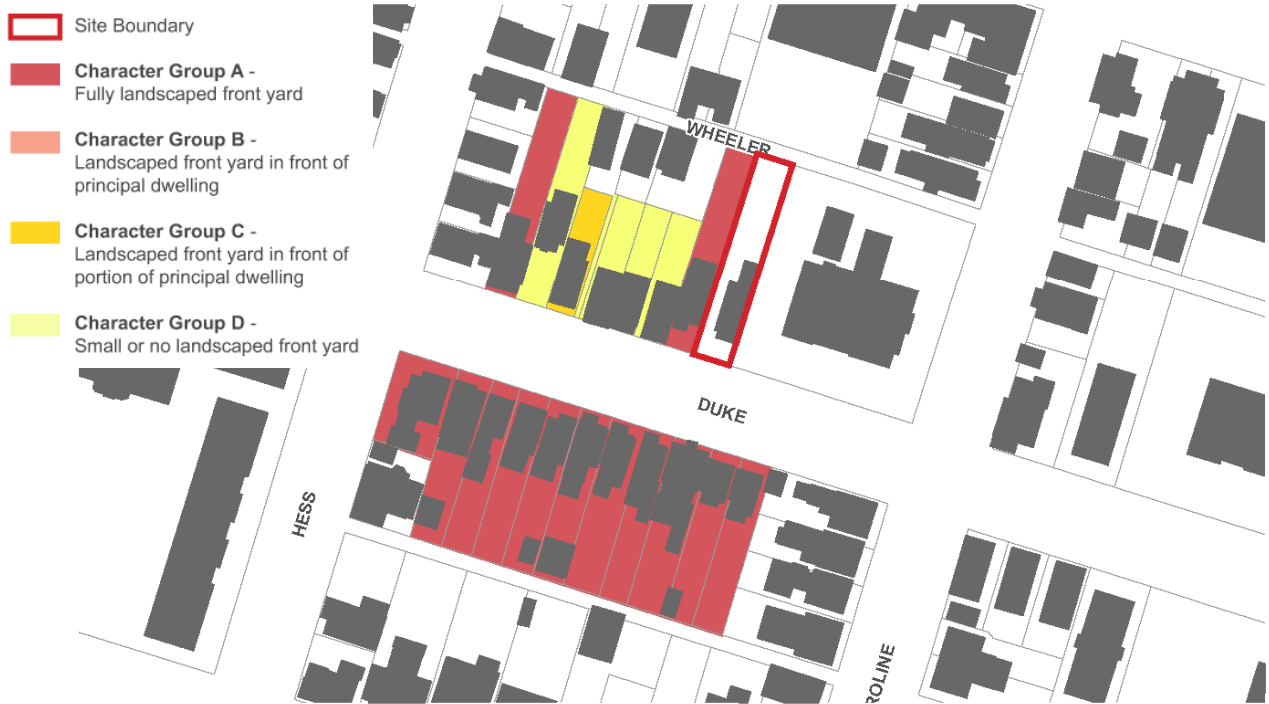 Site Boundary
Character Group A -
Fully landscaped front yard
Character Group B -
Landscaped front yard in front of
principal dwelling
Character Group C -
Landscaped front yard in front of
portion of principal dwelling
Character Group D -
Small or no landscaped front yard
WHEELER
DUKE
HESS
ROLINE